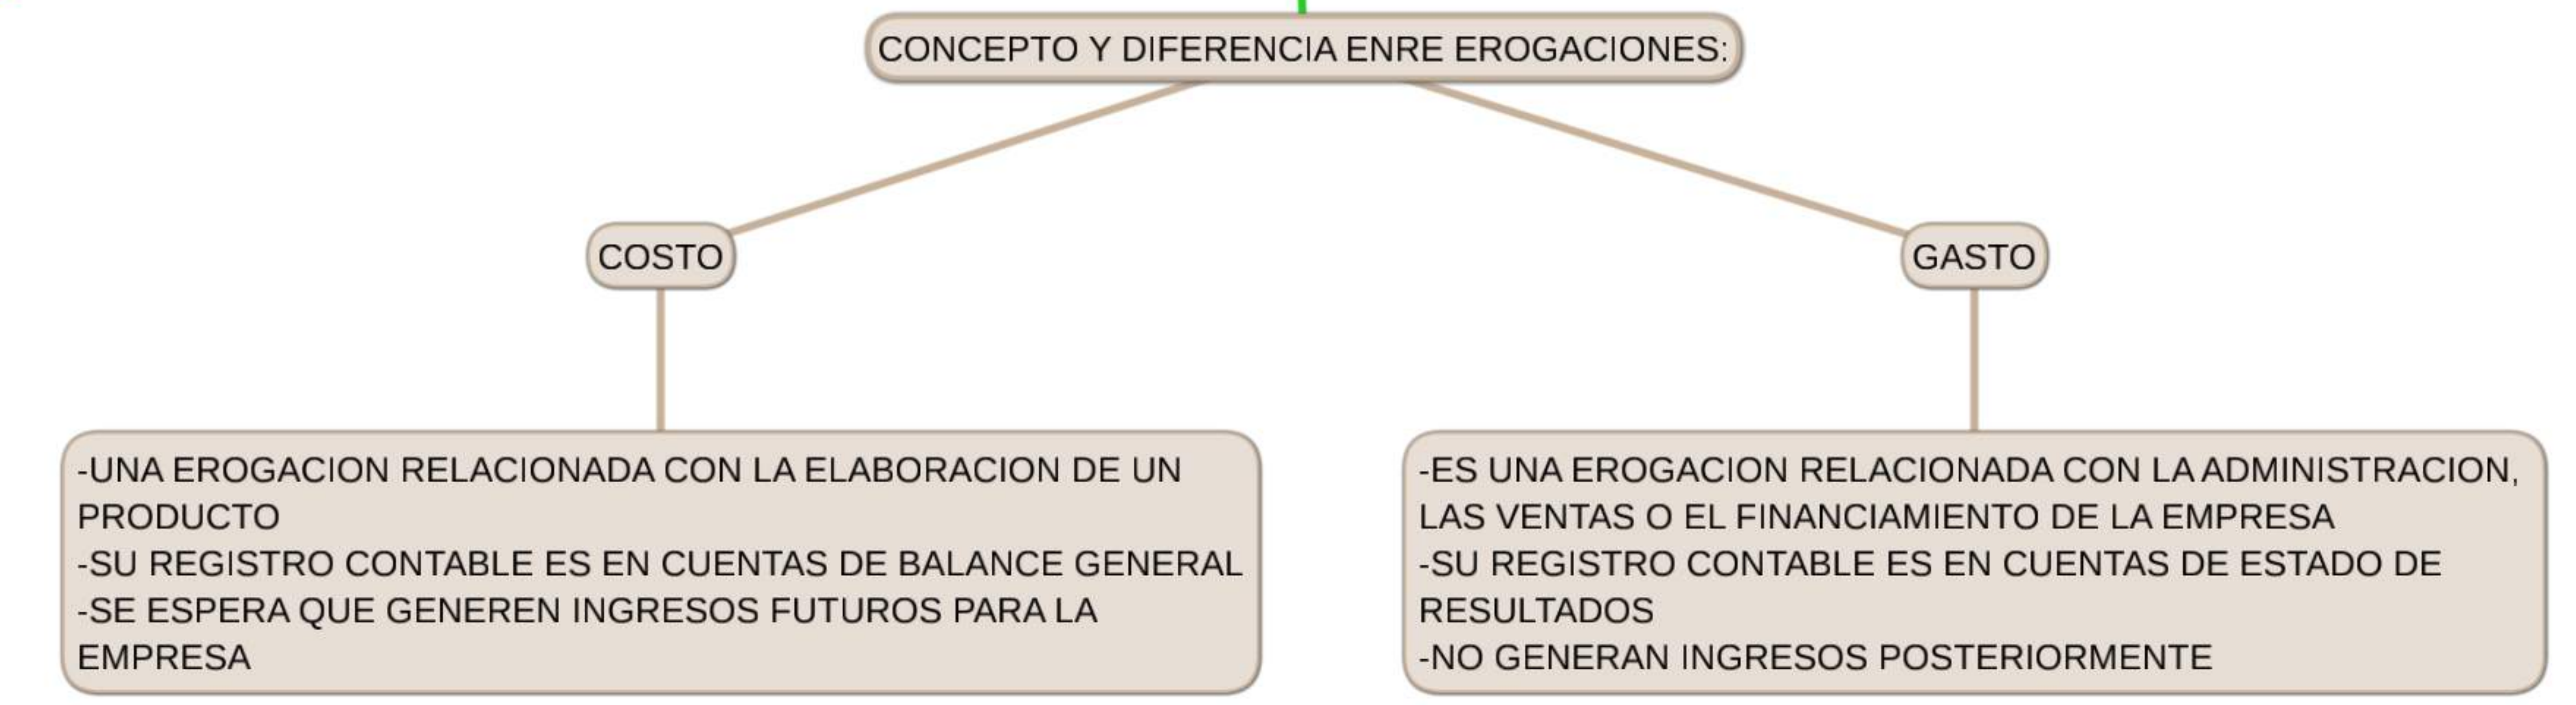 CONCEPTO Y DIFERENCIA ENRE EROGACIONES:
COSTO
GASTO
-UNA EROGACION RELACIONADA CON LA ELABORACION DE UN
PRODUCTO
-SU REGISTRO CONTABLE ES EN CUENTAS DE BALANCE GENERAL
-SE ESPERA QUE GENEREN INGRESOS FUTUROS PARA LA
EMPRESA
-ES UNA EROGACION RELACIONADA CON LA ADMINISTRACION,
LAS VENTAS O EL FINANCIAMIENTO DE LA EMPRESA
-SU REGISTRO CONTABLE ES EN CUENTAS DE ESTADO DE
RESULTADOS
-NO GENERAN INGRESOS POSTERIORMENTE